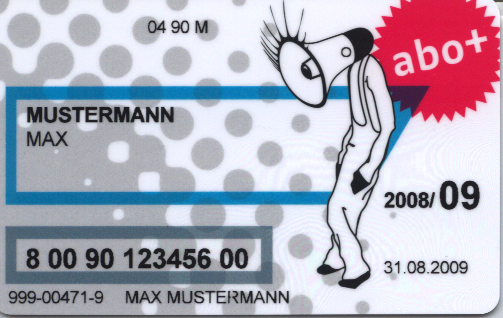 04 90 M
abo+
MUSTERMANN
MAX
2008/09
8 00 90 123456 00
31.08.2009
999-00471-9 MAX MUSTERMANN